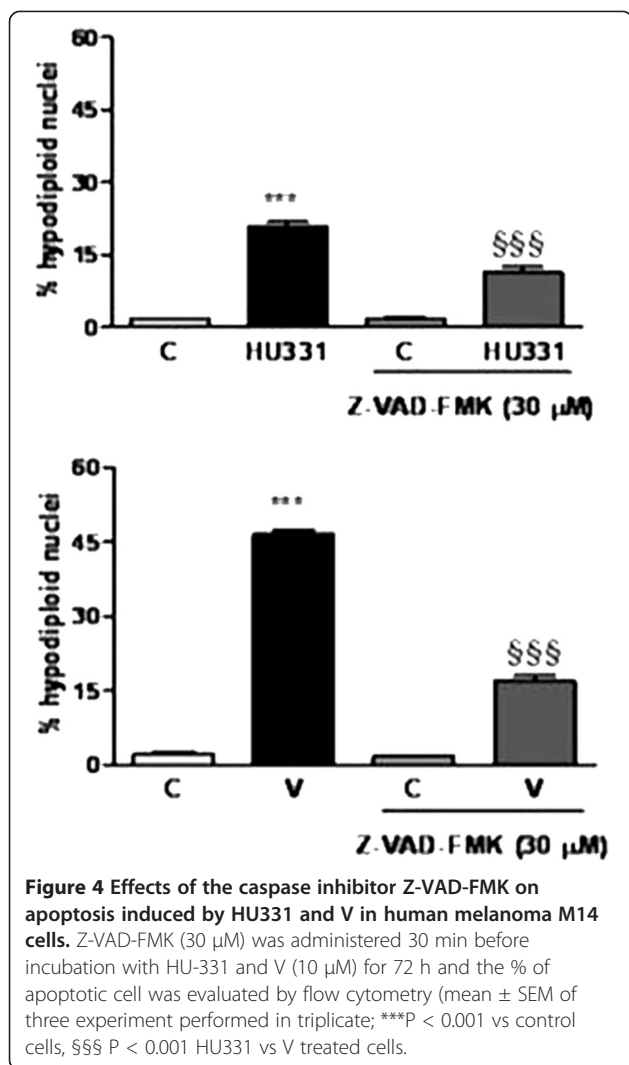 60
45
30
15
0
% hypodiploid nuclei
***
§§§
C HU331 C HU331
Z-VAD-FMK (30 µM)
60
45
30
15
0
% hypodiploid nuclei
***
§§§
C V C V
Z-VAD-FMK (30 µM)
Figure 4 Effects of the caspase inhibitor Z-VAD-FMK on
apoptosis induced by HU331 and V in human melanoma M14
cells. Z-VAD-FMK (30 µM) was administered 30 min before
incubation with HU-331 and V (10 µM) for 72 h and the % of
apoptotic cell was evaluated by flow cytometry (mean ± SEM of
three experiment performed in triplicate; ***P < 0.001 vs control
cells, §§§ P < 0.001 HU331 vs V treated cells.